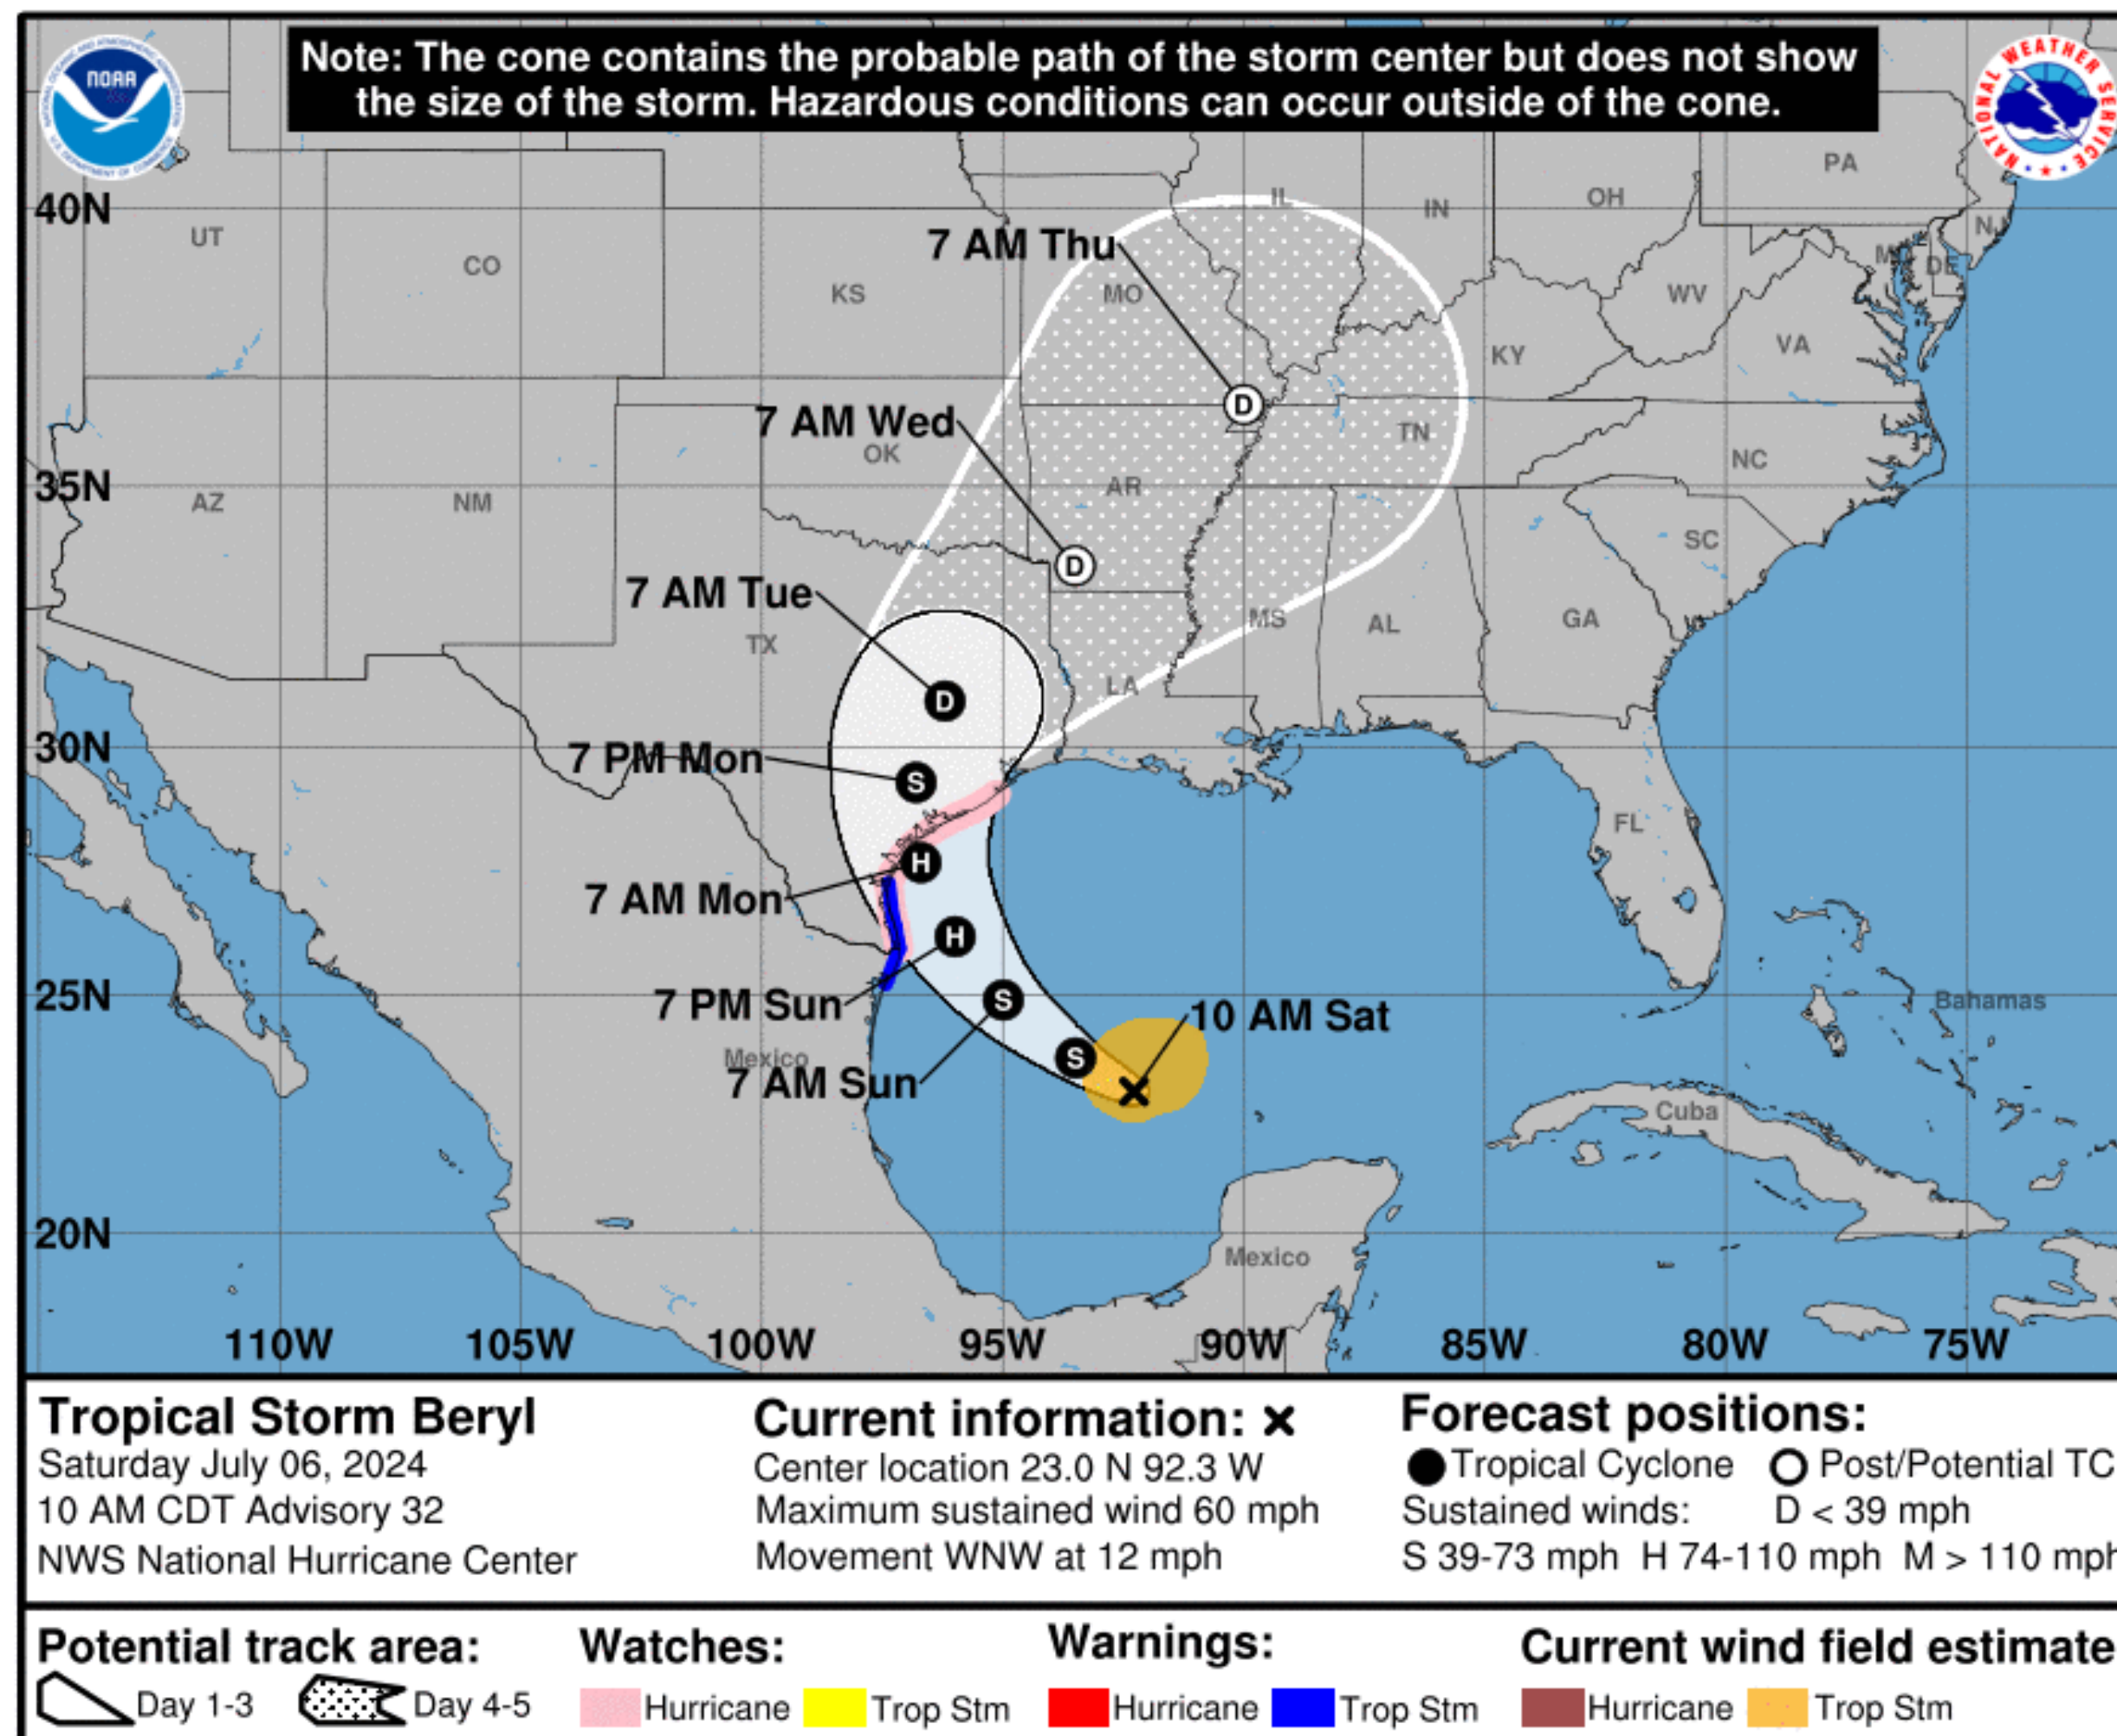 Note: The cone contains the probable path of the storm center but does not show
the size of the storm. Hazardous conditions can occur outside of the cone.
NOAA
NATIONAL WEATHER SERVICE
PA
40N
IL
IN
OH
NJ
UT
7 AM Thu
CO
DE
KS
MO
WV
KY
VA
7 AM Wed
OK
TN
NC
35N
AZ
NM
AR
SC
7 AM Tue
TX
MS
AL
GA
LA
30N
7 PM Mon
FL
7 AM Mon
25N
7 PM Sun
10 AM Sat
Bahamas
Mexico
7 AM Sun
Cuba
20N
Mexico
D
D
D
S
H
H
S
S
110W 105W 100W 95W 90W 85W 80W 75W
Tropical Storm Beryl
Saturday July 06, 2024
10 AM CDT Advisory 32
NWS National Hurricane Center
Current information: ×
Center location 23.0 N 92.3 W
Maximum sustained wind 60 mph
Movement WNW at 12 mph
Forecast positions:
Tropical Cyclone Post/Potential TC
Sustained winds: D < 39 mph
S 39-73 mph H 74-110 mph M > 110 mph
Potential track area:
Day 1-3 Day 4-5
Watches:
Hurricane Trop Stm
Warnings:
Hurricane Trop Stm
Current wind field estimate
Hurricane Trop Stm